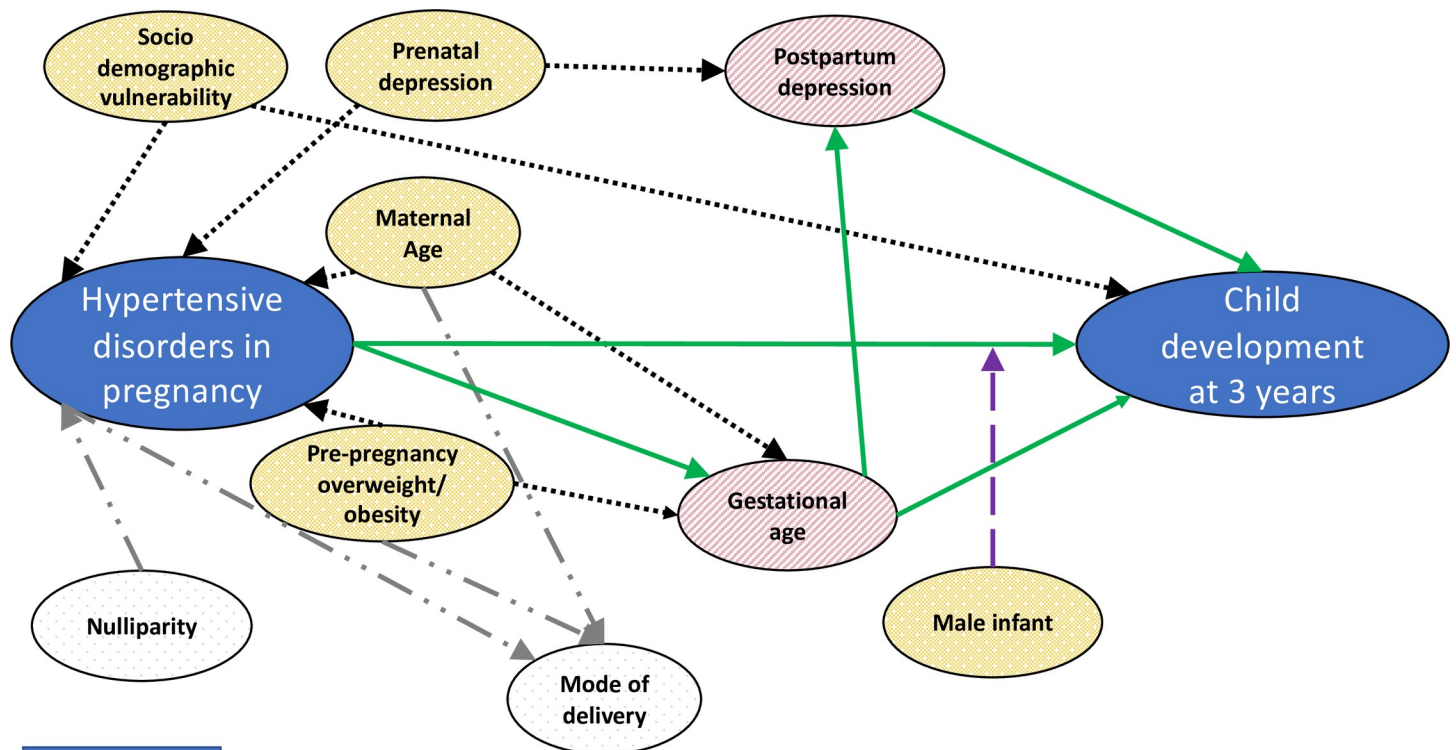 Socio
demographic
vulnerability
Prenatal
depression
Postpartum
depression
Maternal
Age
Hypertensive
disorders in
pregnancy
Child
development
at 3 years
Pre-pregnancy
overweight/
obesity
Gestational
age
Nulliparity
Male infant
Mode of
delivery